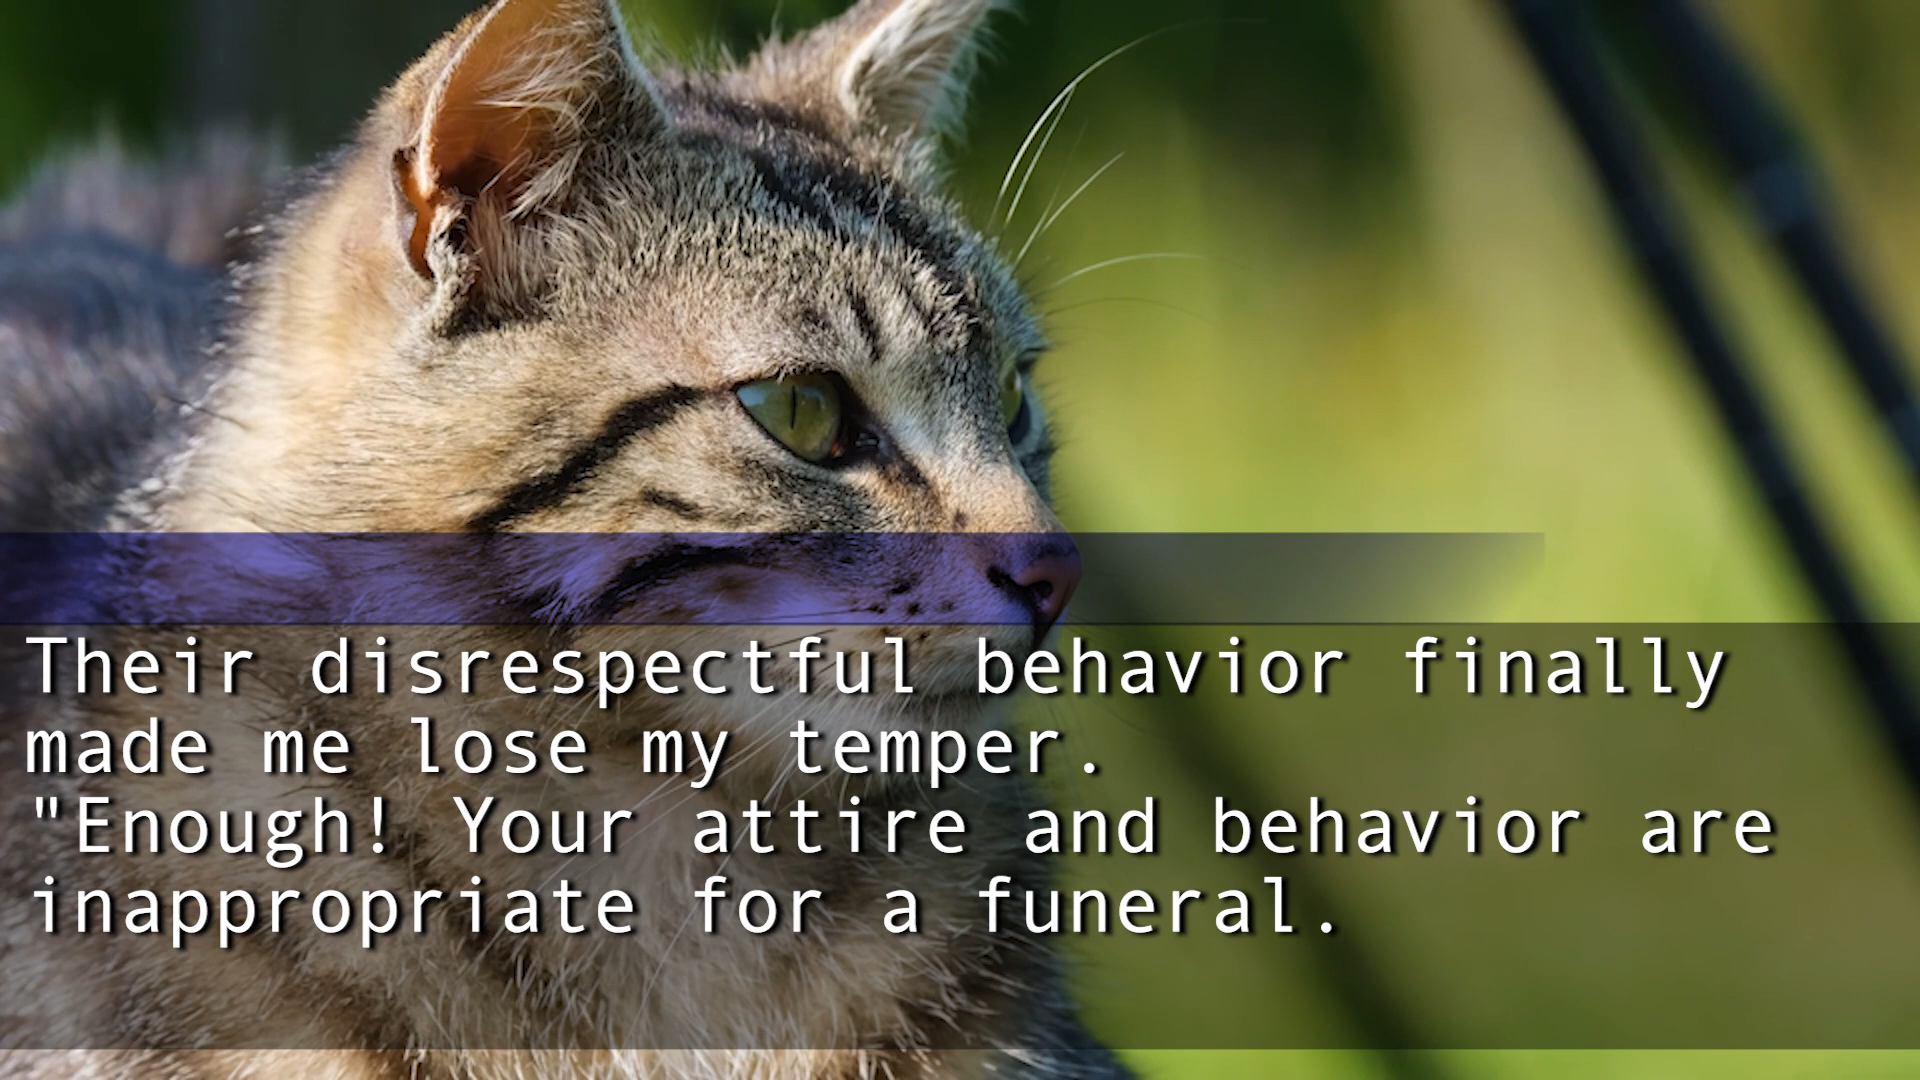 Their disrespectful behavior finally
made me lose my temper.
"Enough! Your attire and behavior are
inappropriate for a funeral.